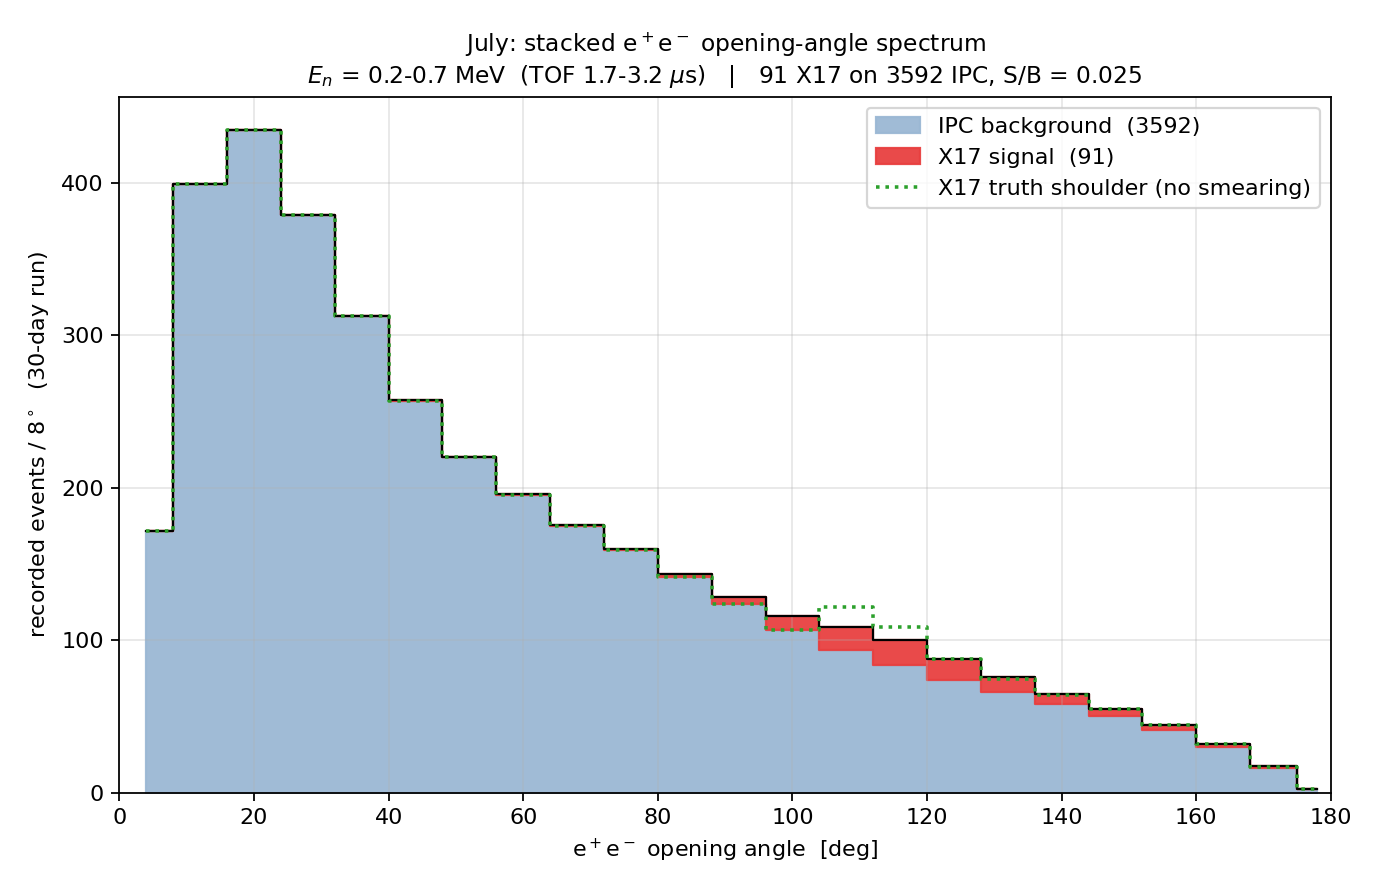 July: stacked e⁺e⁻ opening-angle spectrum
Eₙ = 0.2-0.7 MeV (TOF 1.7-3.2 μs) | 91 X17 on 3592 IPC, S/B = 0.025
IPC background (3592)
X17 signal (91)
X17 truth shoulder (no smearing)
recorded events / 8° (30-day run)
400
300
200
100
0
0 20 40 60 80 100 120 140 160 180
e⁺e⁻ opening angle [deg]